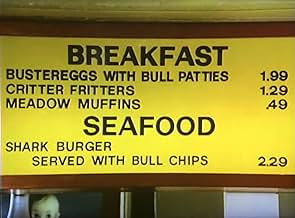 BREAKFAST
BUSTEREGGS WITH BULL PATTIES 1.99
CRITTER FRITTERS 1.29
MEADOW MUFFINS .49
SEAFOOD
SHARK BURGER
SERVED WITH BULL CHIPS 2.29